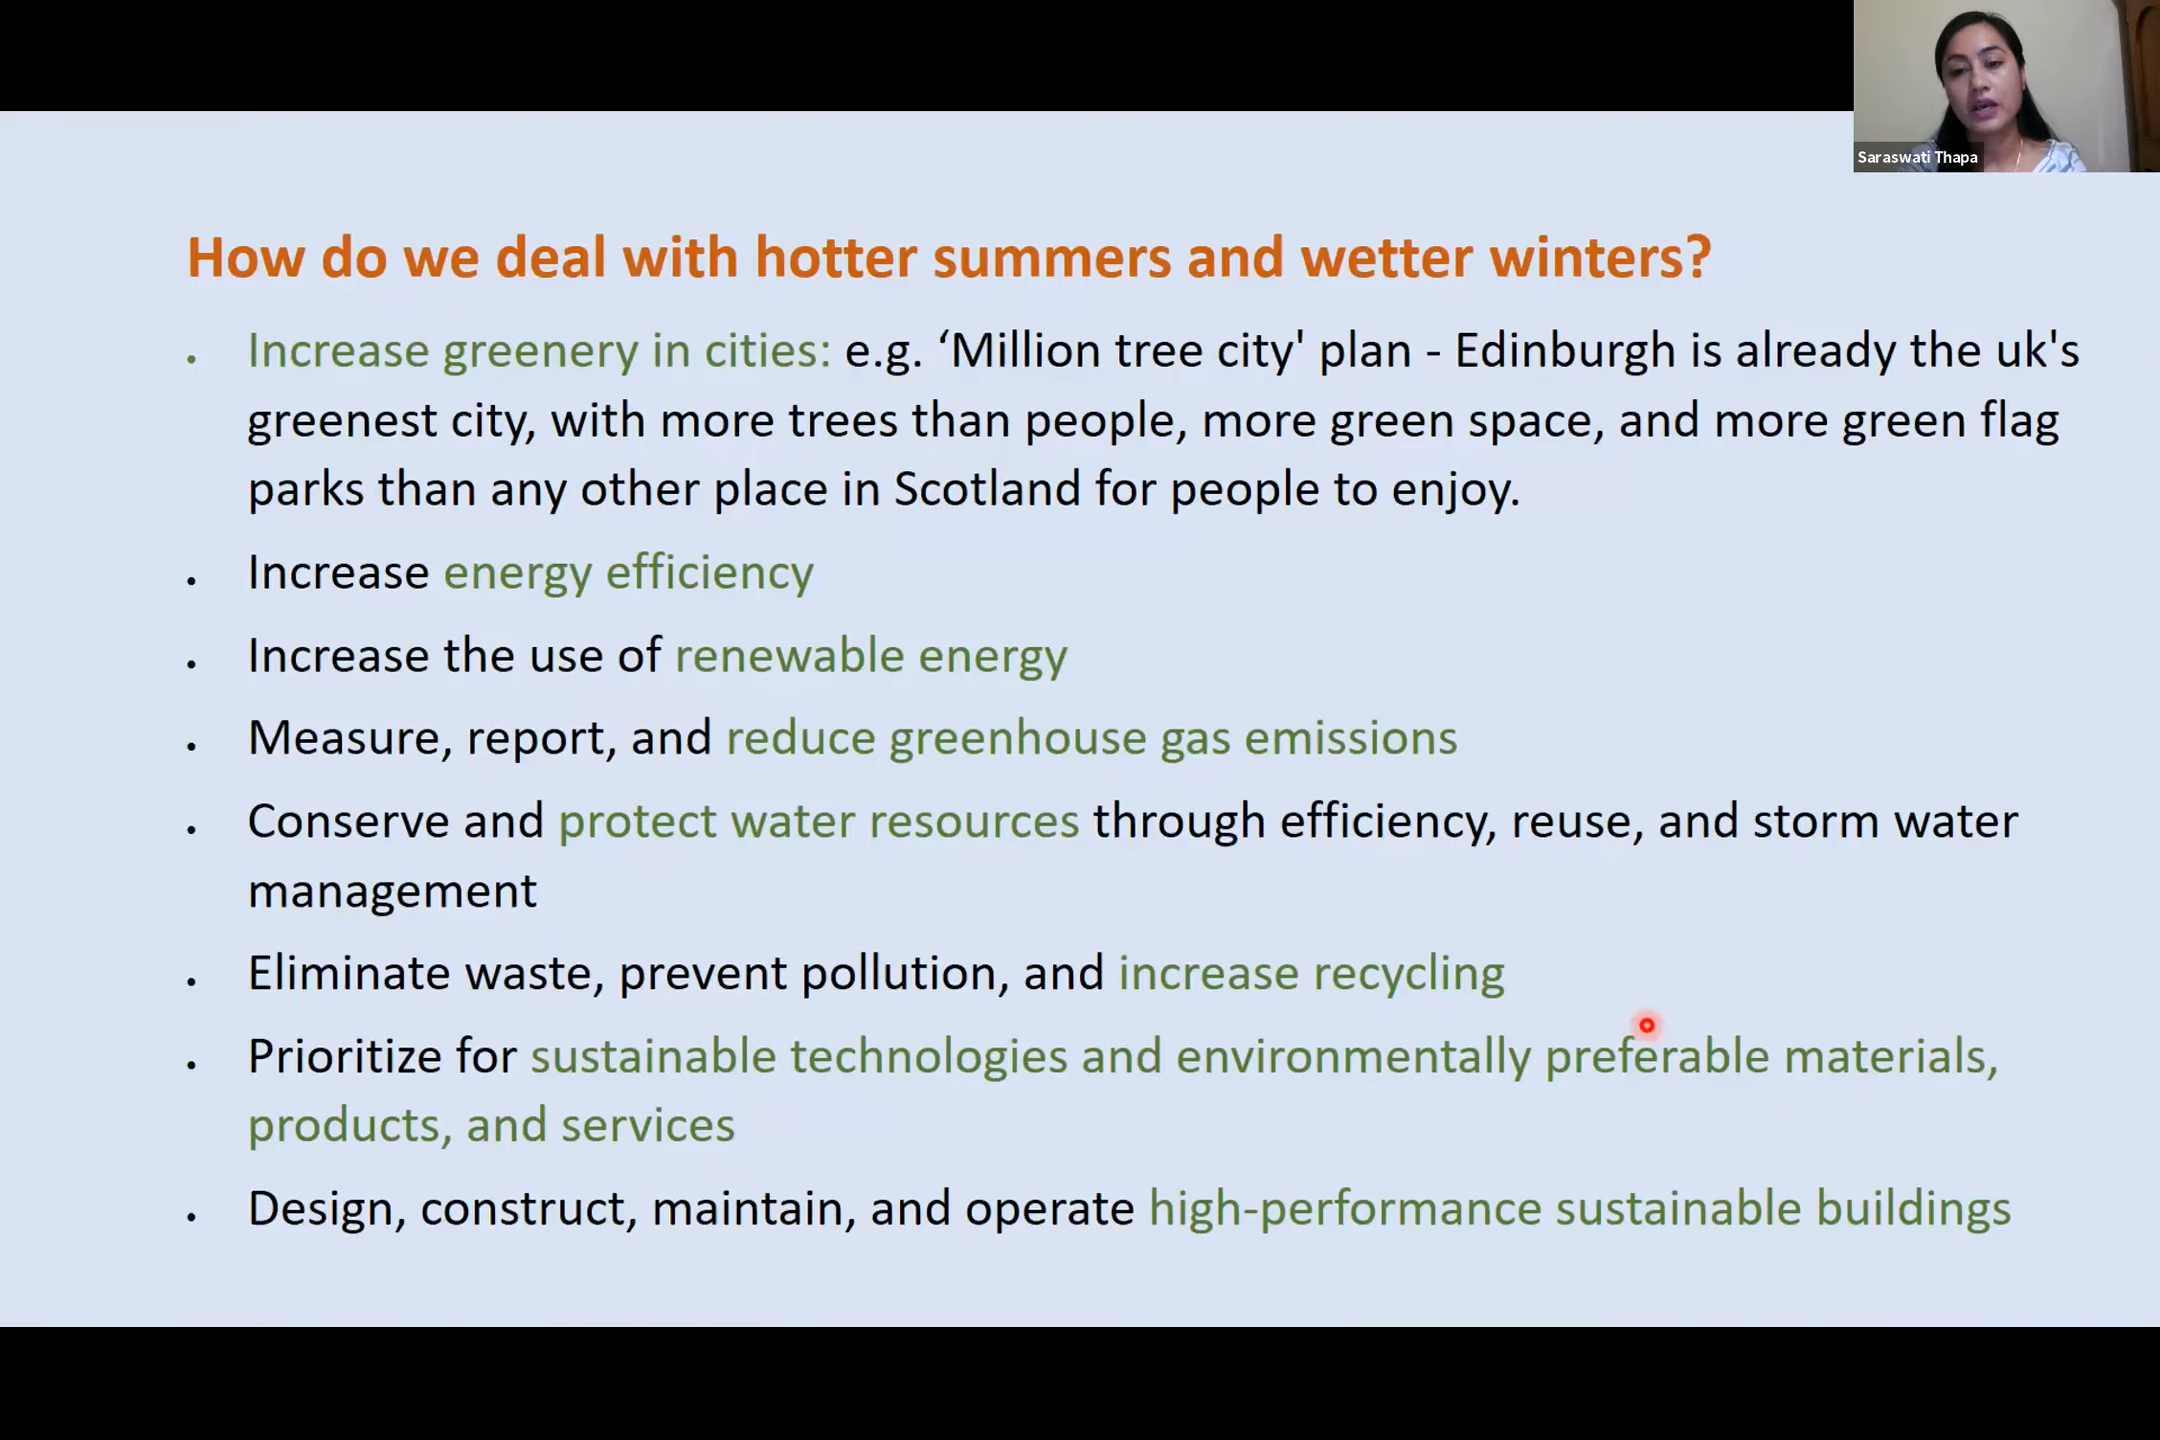 Saraswati Thapa
How do we deal with hotter summers and wetter winters?
• Increase greenery in cities: e.g. ‘Million tree city' plan - Edinburgh is already the uk's
greenest city, with more trees than people, more green space, and more green flag
parks than any other place in Scotland for people to enjoy.
• Increase energy efficiency
• Increase the use of renewable energy
• Measure, report, and reduce greenhouse gas emissions
• Conserve and protect water resources through efficiency, reuse, and storm water
management
• Eliminate waste, prevent pollution, and increase recycling
• Prioritize for sustainable technologies and environmentally preferable materials,
products, and services
• Design, construct, maintain, and operate high-performance sustainable buildings